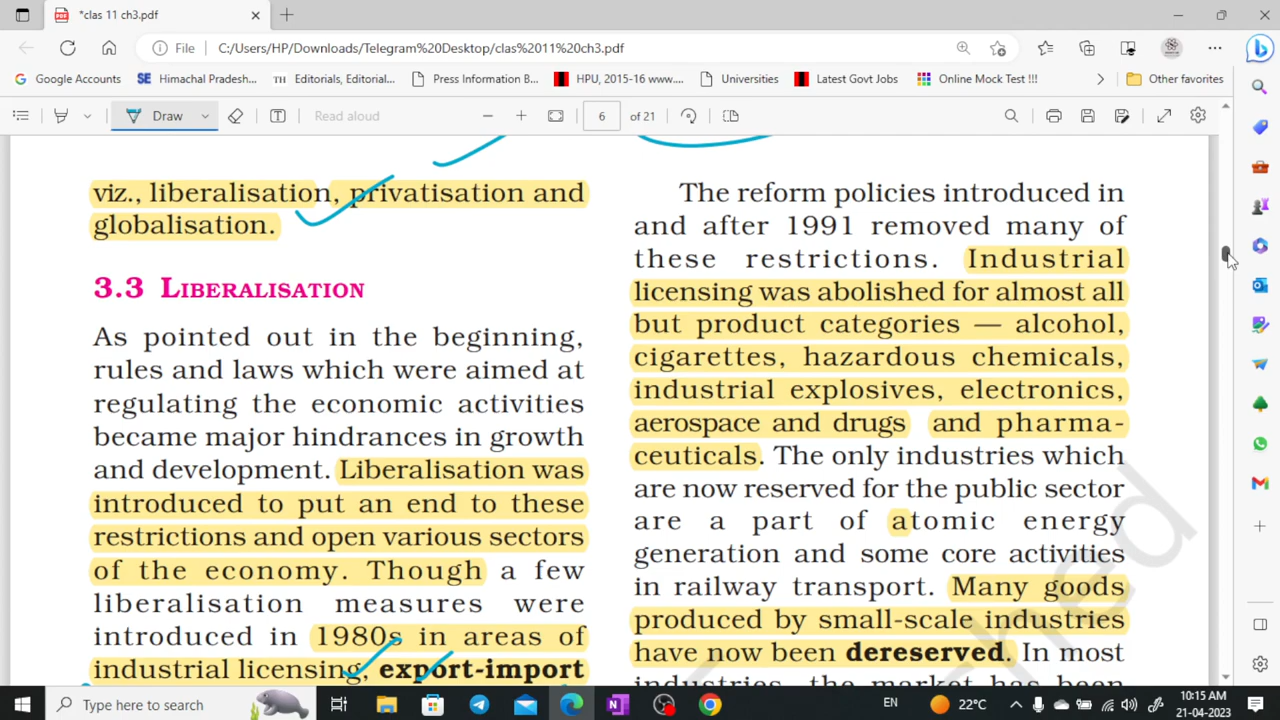 *clas 11 ch3.pdf
File C:/Users/HP/Downloads/Telegram%20Desktop/clas%2011%20ch3.pdf
Google Accounts SE Himachal Pradesh... TH Editorials, Editorial... Press Information B... HPU, 2015-16 www.... Universities Latest Govt Jobs Online Mock Test !!! Other favorites
Draw Read aloud 6 of 21
viz., liberalisation, privatisation and
globalisation.
3.3 LIBERALISATION
As pointed out in the beginning,
rules and laws which were aimed at
regulating the economic activities
became major hindrances in growth
and development. Liberalisation was
introduced to put an end to these
restrictions and open various sectors
of the economy. Though a few
liberalisation measures were
introduced in 1980s in areas of
industrial licensing, export-import
The reform policies introduced in
and after 1991 removed many of
these restrictions. Industrial
licensing was abolished for almost all
but product categories — alcohol,
cigarettes, hazardous chemicals,
industrial explosives, electronics,
aerospace and drugs and pharma-
ceuticals. The only industries which
are now reserved for the public sector
are a part of atomic energy
generation and some core activities
in railway transport. Many goods
produced by small-scale industries
have now been dereserved. In most
industries, the market has been
Type here to search
EN 22°C 10:15 AM
21-04-2023